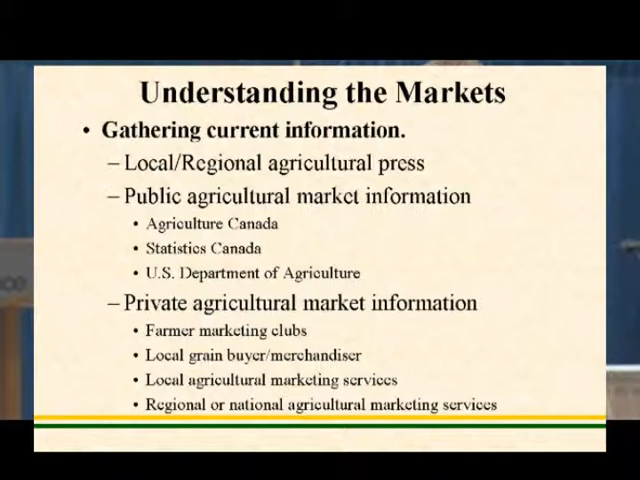 Understanding the Markets
• Gathering current information.
– Local/Regional agricultural press
– Public agricultural market information
• Agriculture Canada
• Statistics Canada
• U.S. Department of Agriculture
– Private agricultural market information
• Farmer marketing clubs
• Local grain buyer/merchandiser
• Local agricultural marketing services
• Regional or national agricultural marketing services